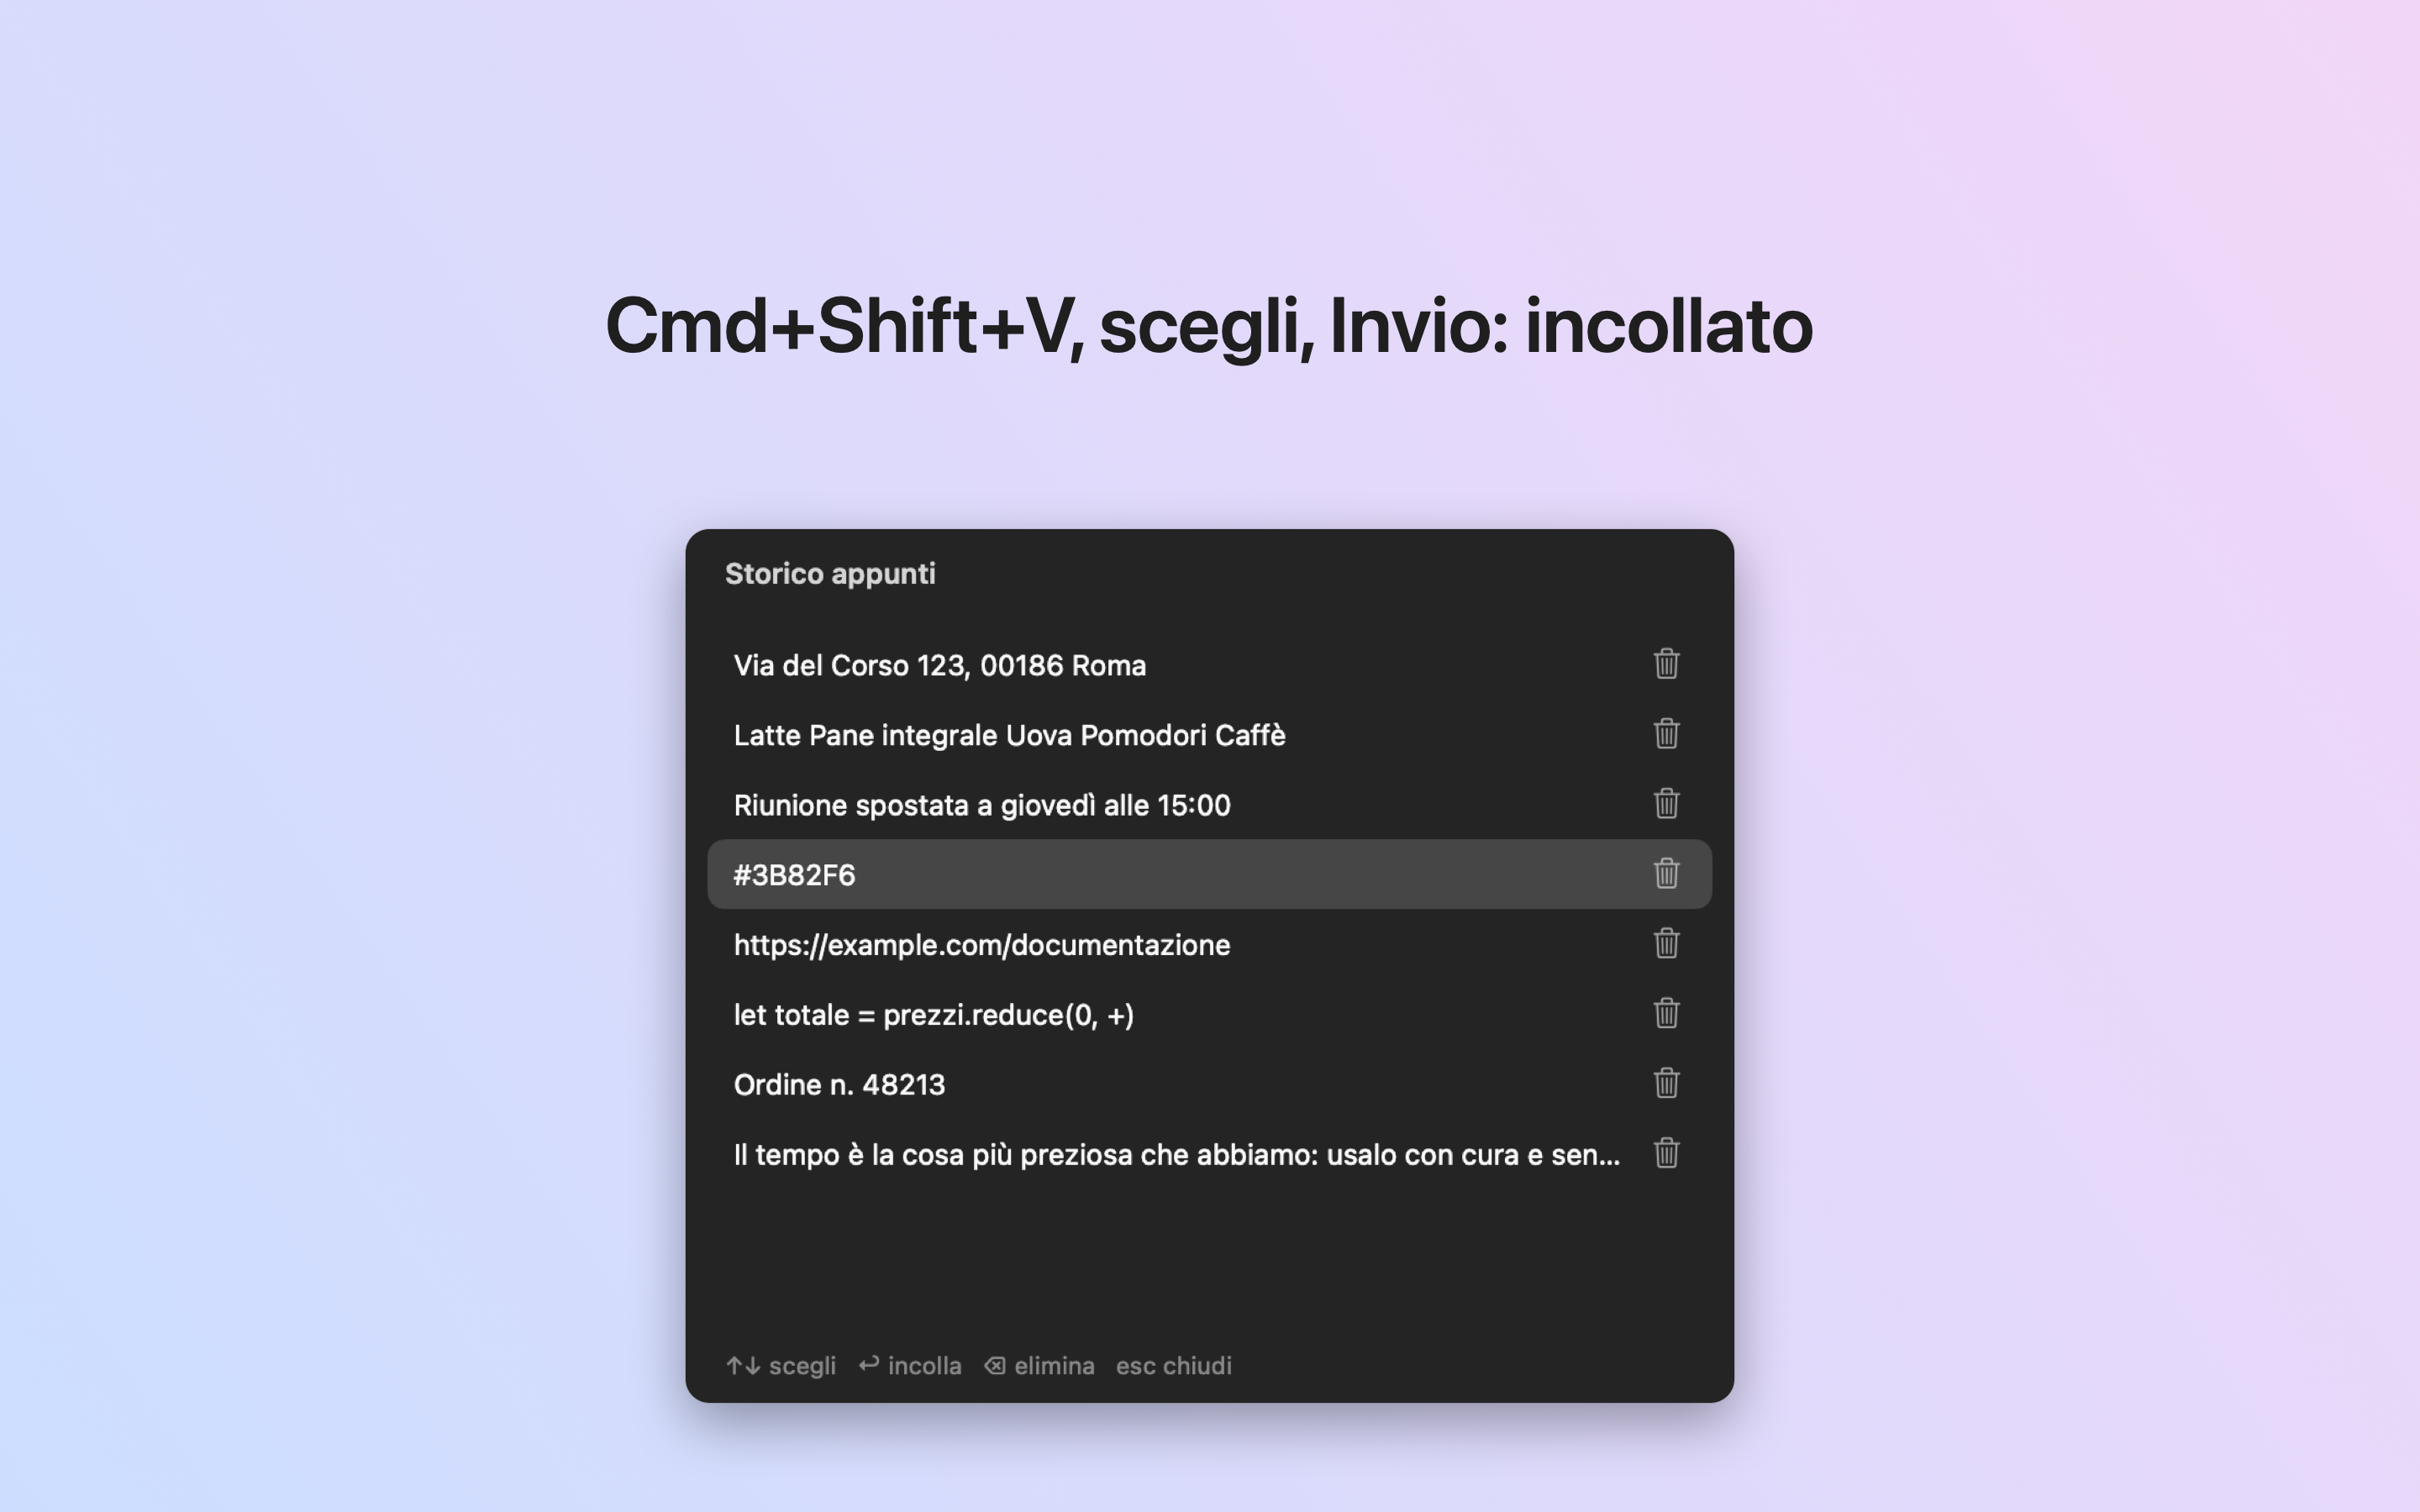 Cmd+Shift+V, scegli, Invio: incollato
Storico appunti
Via del Corso 123, 00186 Roma
Latte Pane integrale Uova Pomodori Caffè
Riunione spostata a giovedì alle 15:00
#3B82F6
https://example.com/documentazione
let totale = prezzi.reduce(0, +)
Ordine n. 48213
Il tempo è la cosa più preziosa che abbiamo: usalo con cura e sen...
↑↓ scegli ↩ incolla ⌫ elimina esc chiudi